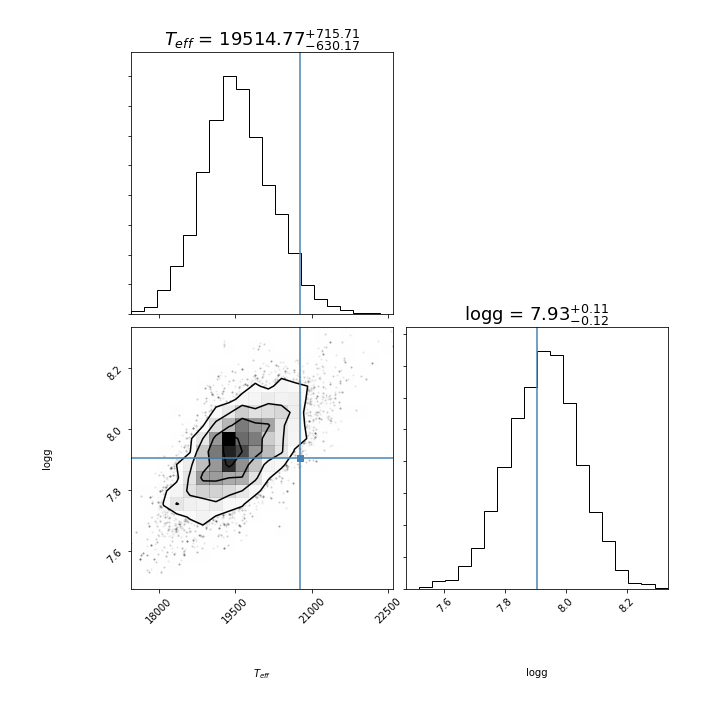 T_eff = 19514.77+715.71−630.17
logg = 7.93+0.11−0.12
logg
8.2
8.0
7.8
7.6
18000
19500
21000
22500
7.6
7.8
8.0
8.2
T_eff
logg